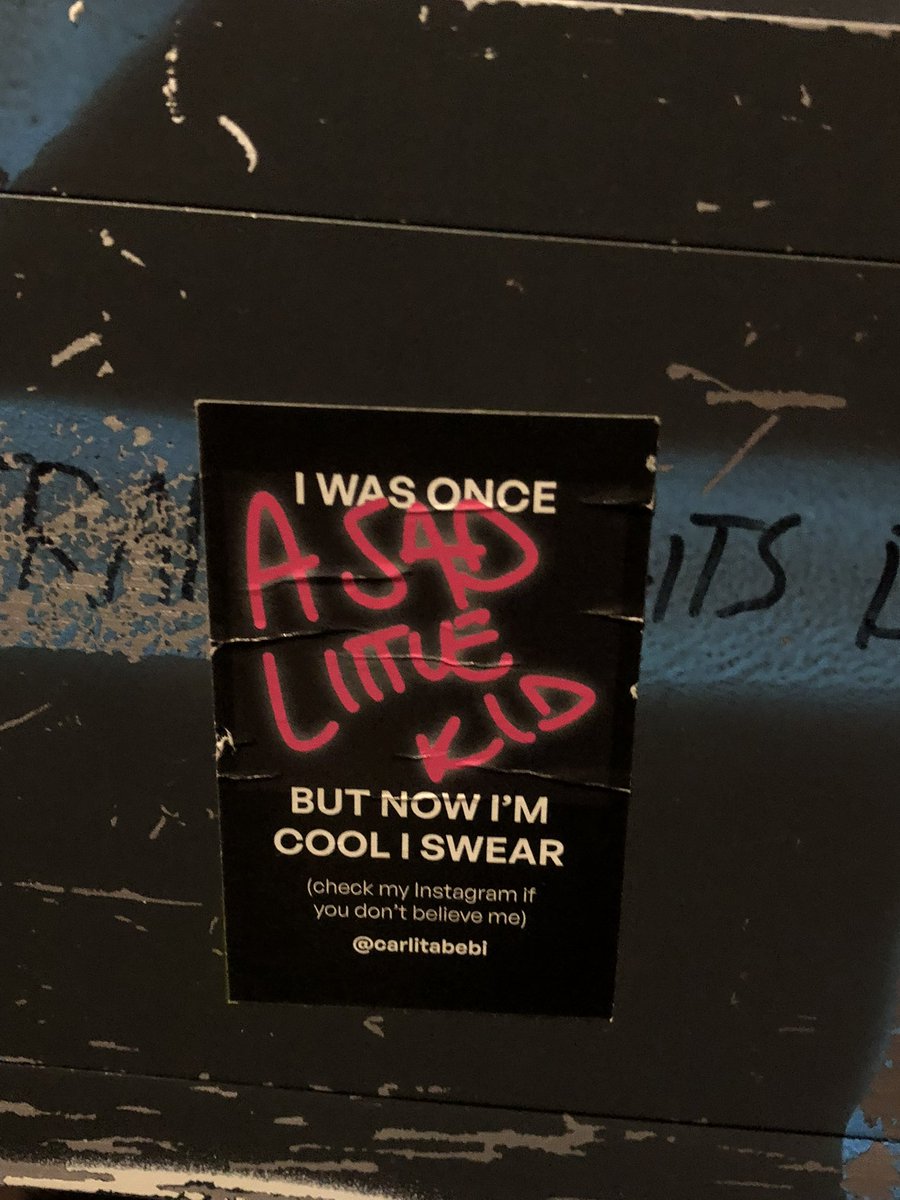 I WAS ONCE
A SAD
LITTLE
KID
BUT NOW I'M
COOL I SWEAR
(check my Instagram if
you don't believe me)
@carlitabebi